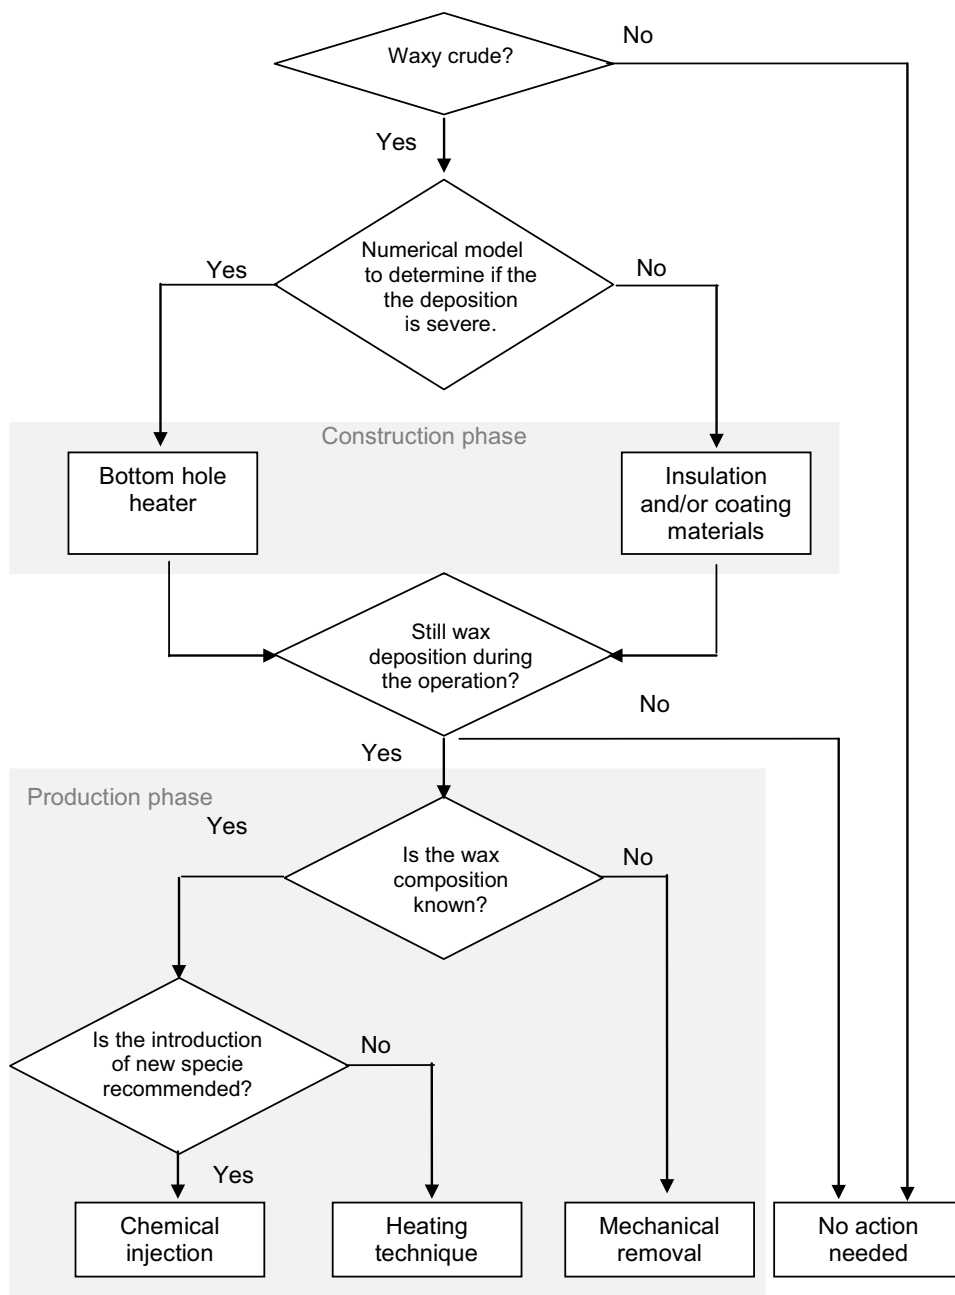 Waxy crude?
No
Yes
Numerical model
to determine if the
the deposition
is severe.
Yes
No
Construction phase
Bottom hole
heater
Insulation
and/or coating
materials
Still wax
deposition during
the operation?
No
Yes
Production phase
Yes
Is the wax
composition
known?
No
Is the introduction
of new specie
recommended?
No
Yes
Chemical
injection
Heating
technique
Mechanical
removal
No action
needed